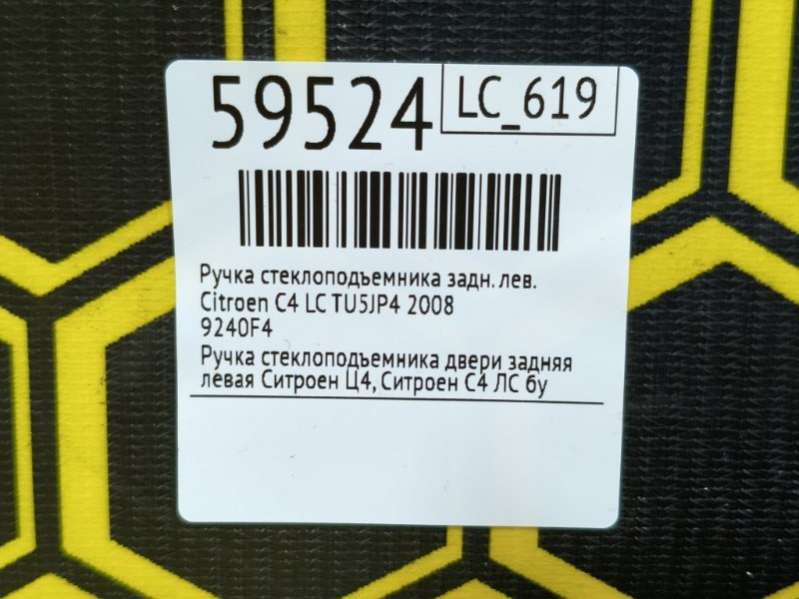 59524
LC_619
Ручка стеклоподъемника задн. лев.
Citroen C4 LC TU5JP4 2008
9240F4
Ручка стеклоподъемника двери задняя
левая Ситроен Ц4, Ситроен С4 ЛС бу